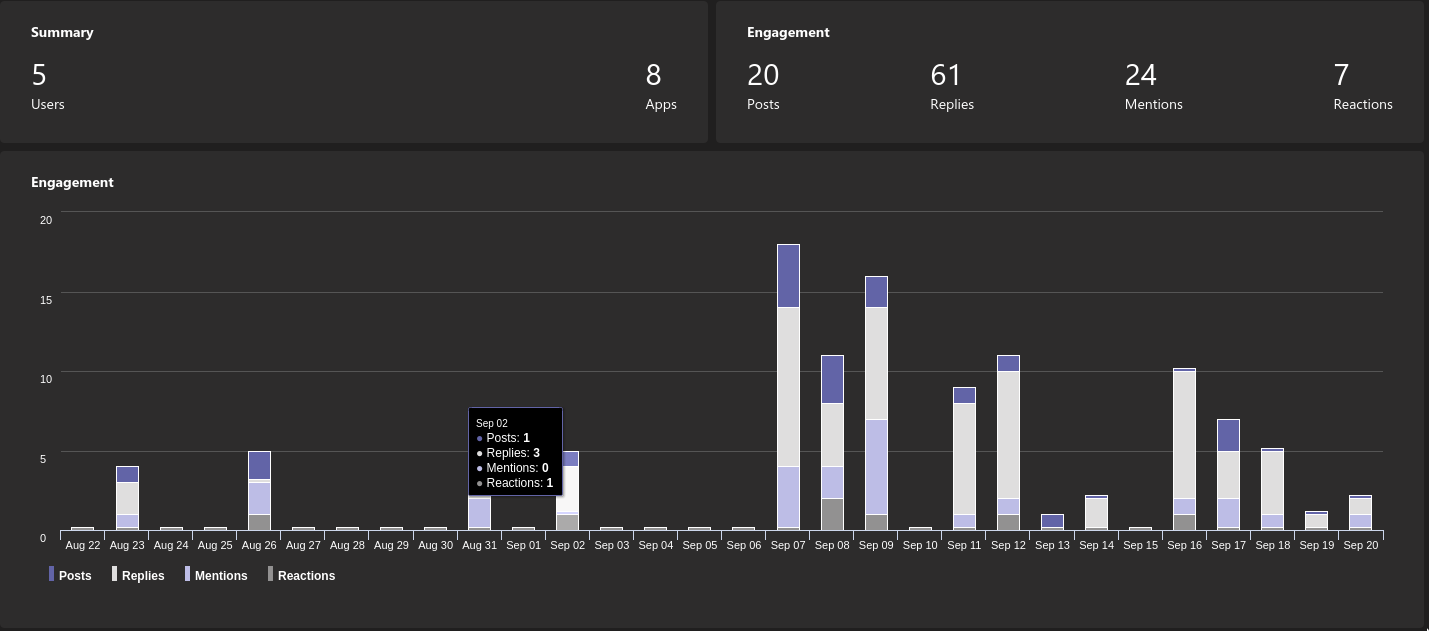 Summary
5 8
Users Apps
Engagement
20 61 24 7
Posts Replies Mentions Reactions
Engagement
20
15
10
5
0
Sep 02
Posts: 1
Replies: 3
Mentions: 0
Reactions: 1
Aug 22 Aug 23 Aug 24 Aug 25 Aug 26 Aug 27 Aug 28 Aug 29 Aug 30 Aug 31 Sep 01 Sep 02 Sep 03 Sep 04 Sep 05 Sep 06 Sep 07 Sep 08 Sep 09 Sep 10 Sep 11 Sep 12 Sep 13 Sep 14 Sep 15 Sep 16 Sep 17 Sep 18 Sep 19 Sep 20
Posts Replies Mentions Reactions